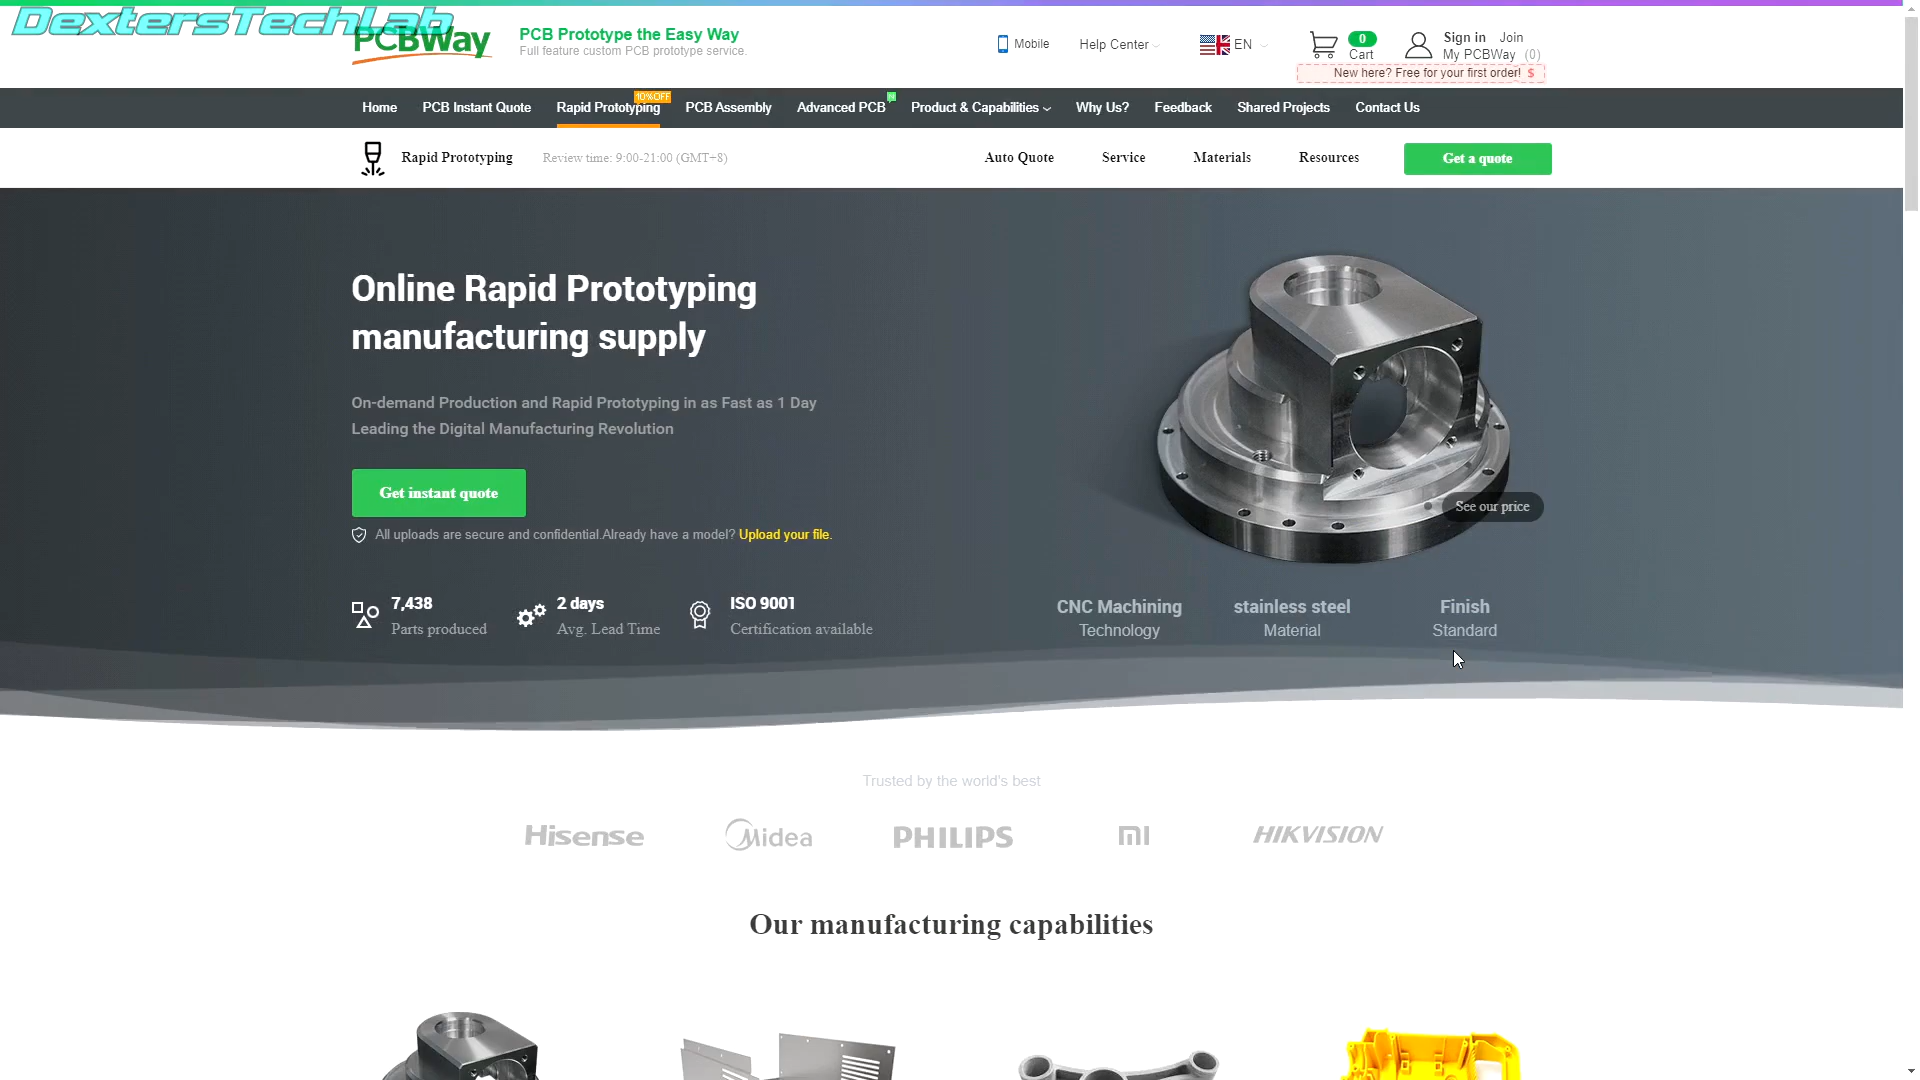 DextersTechLab
PCBWay
PCB Prototype the Easy Way
Full feature custom PCB prototype service.
Mobile
Help Center
EN
0
Cart
Sign in Join
My PCBWay (0)
New here? Free for your first order! $
Home
PCB Instant Quote
Rapid Prototyping
10%OFF
PCB Assembly
Advanced PCB
N
Product & Capabilities
Why Us?
Feedback
Shared Projects
Contact Us
Rapid Prototyping
Review time: 9:00-21:00 (GMT+8)
Auto Quote
Service
Materials
Resources
Get a quote
Online Rapid Prototyping
manufacturing supply
On-demand Production and Rapid Prototyping in as Fast as 1 Day
Leading the Digital Manufacturing Revolution
Get instant quote
See our price
All uploads are secure and confidential.Already have a model? Upload your file.
7,438
Parts produced
2 days
Avg. Lead Time
ISO 9001
Certification available
CNC Machining
Technology
stainless steel
Material
Finish
Standard
Trusted by the world's best
Hisense
Midea
PHILIPS
MI
HIKVISION
Our manufacturing capabilities